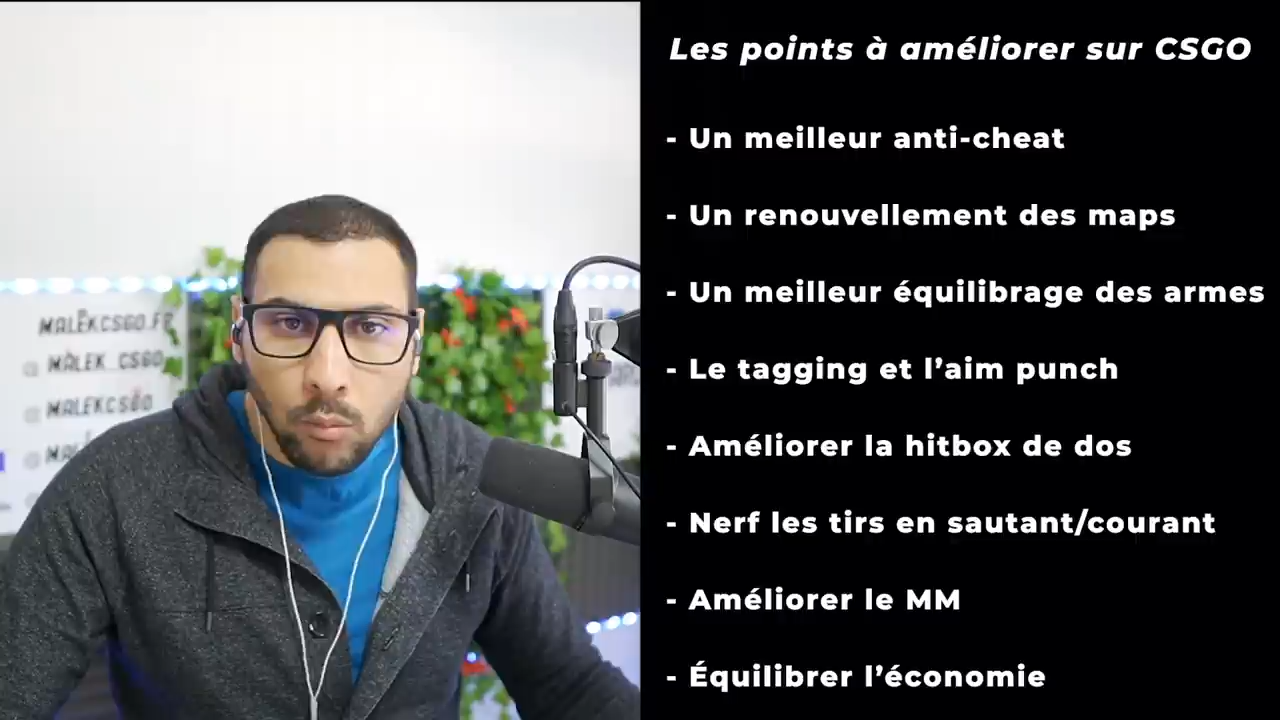 Les points à améliorer sur CSGO
- Un meilleur anti-cheat
- Un renouvellement des maps
- Un meilleur équilibrage des armes
- Le tagging et l’aim punch
- Améliorer la hitbox de dos
- Nerf les tirs en sautant/courant
- Améliorer le MM
- Équilibrer l’économie
MALĒKCSGO.FR
@ MALEK_CSGO
@ MALEKCSGO